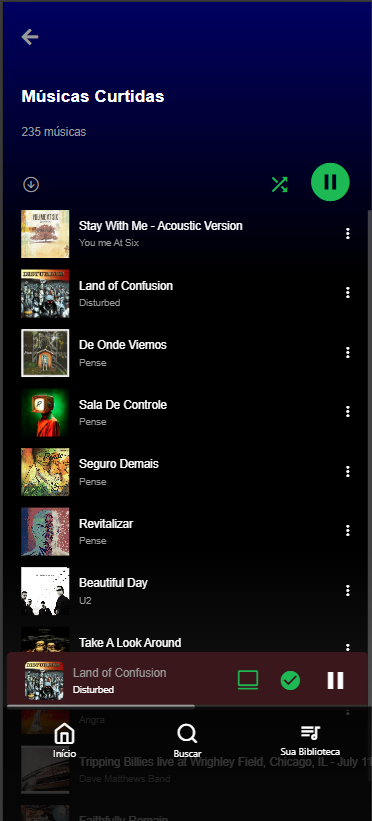 Músicas Curtidas
235 músicas
Stay With Me - Acoustic Version
You me At Six
Land of Confusion
Disturbed
De Onde Viemos
Pense
Sala De Controle
Pense
Seguro Demais
Pense
Revitalizar
Pense
Beautiful Day
U2
Take A Look Around
Land of Confusion
Disturbed
Angra
Início
Buscar
Sua Biblioteca
Tripping Billies live at Wrighley Field, Chicago, IL - July 1
Dave Matthews Band
Faithfully Remain